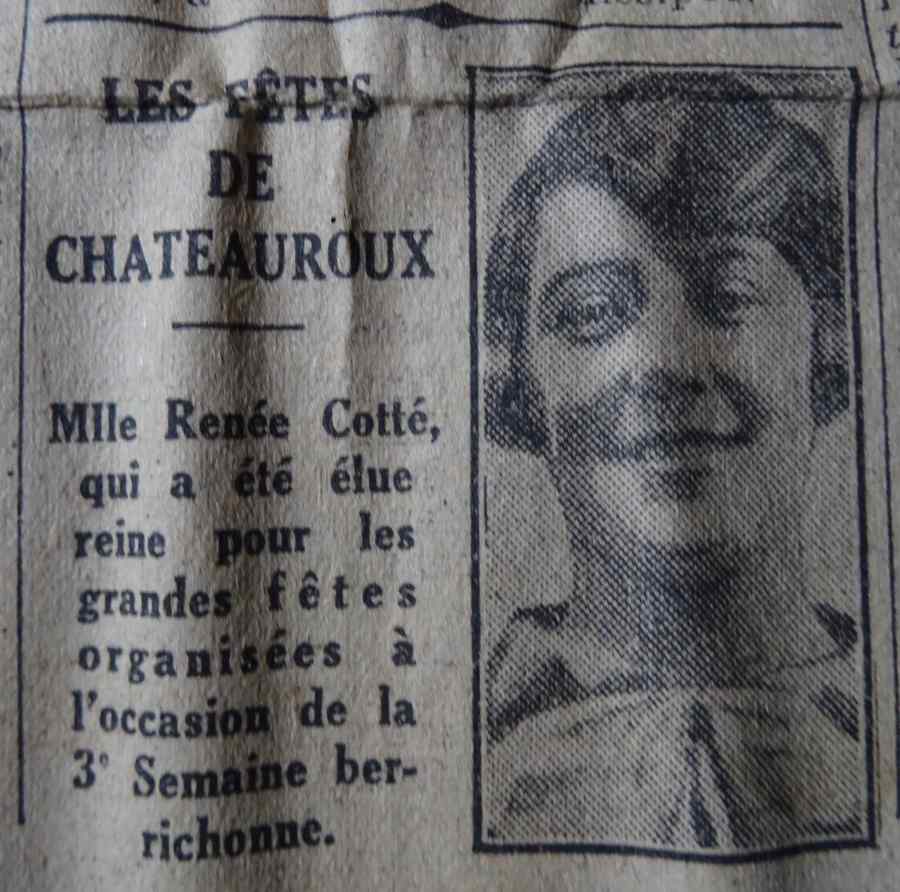 LES FÊTES
DE
CHATEAUROUX
Mlle Renée Cotté,
qui a été élue
reine pour les
grandes fêtes
organisées à
l'occasion de la
3e Semaine ber-
richonne.